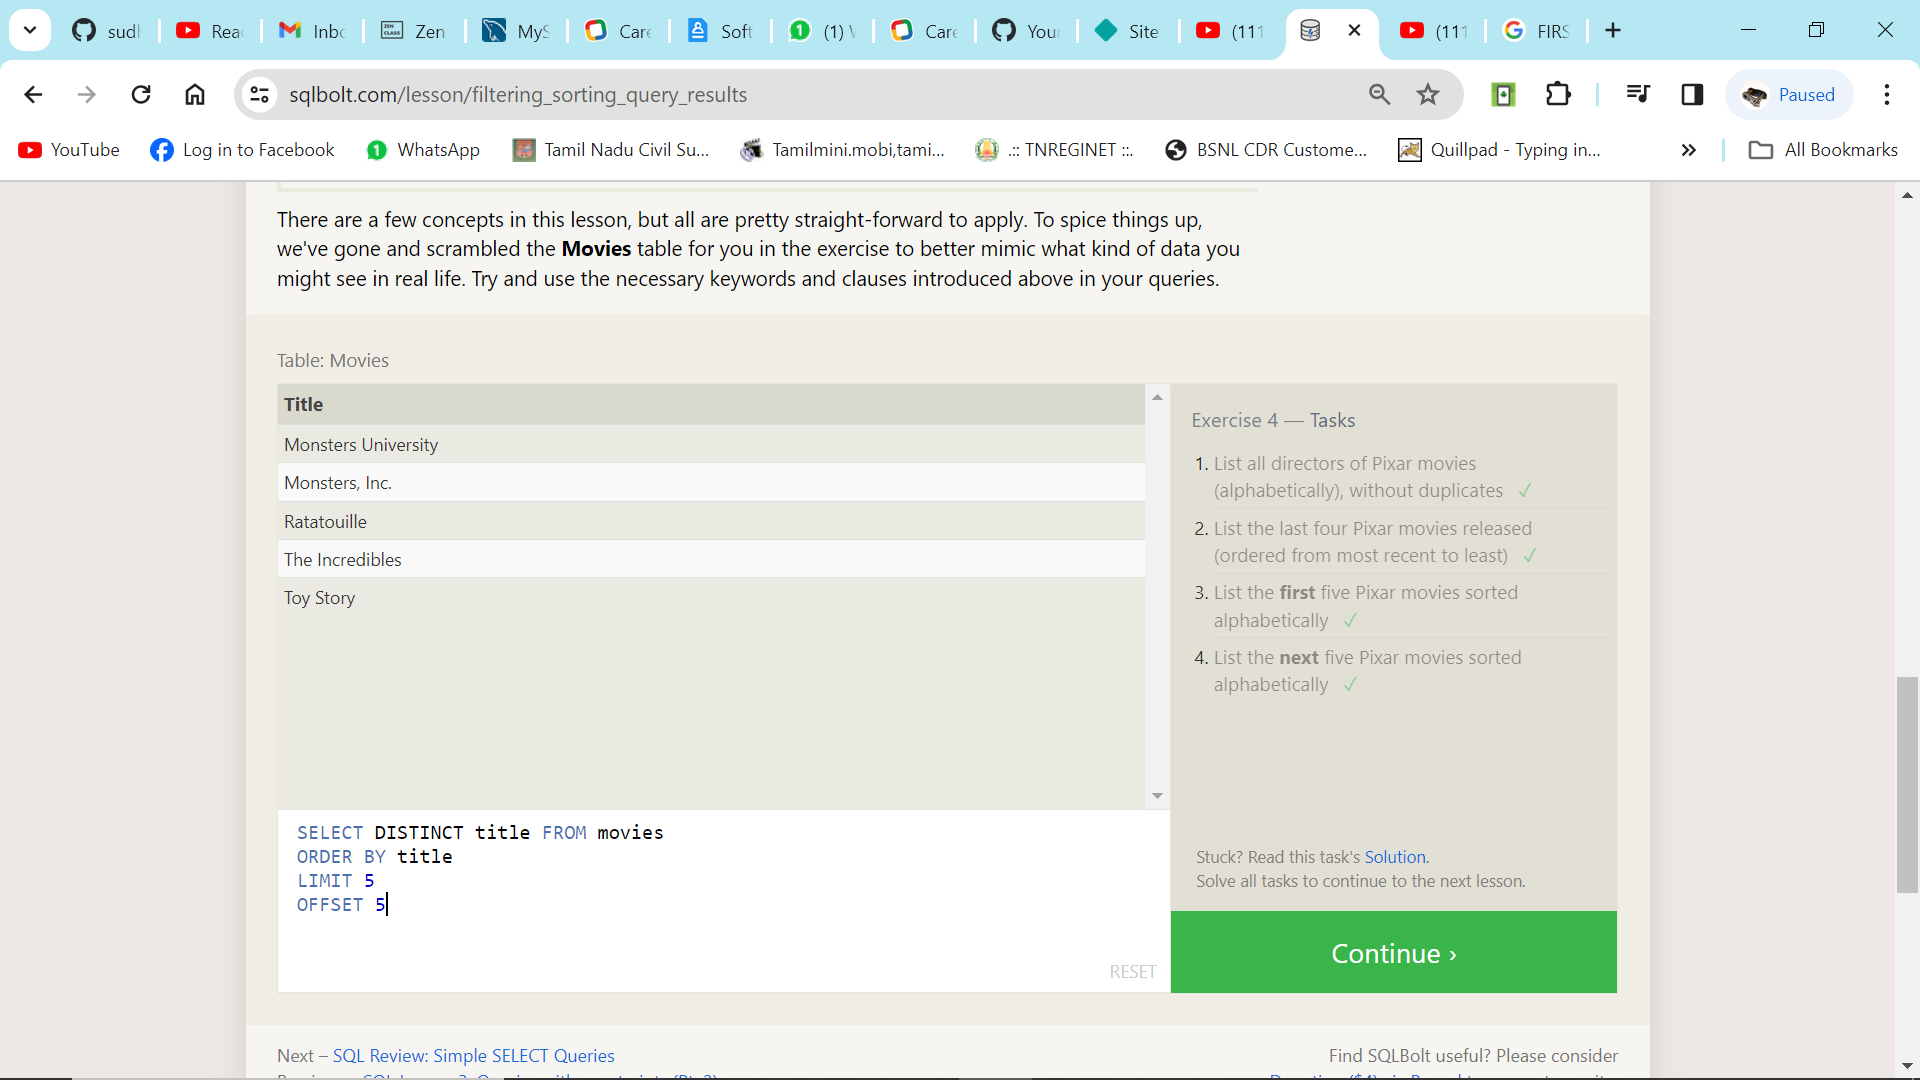 sudh
Rea
Inbo
Zen
MyS
Care
Soft
(1) W
Care
You
Site
(111
(111
FIRS
sqlbolt.com/lesson/filtering_sorting_query_results
Paused
YouTube
Log in to Facebook
WhatsApp
Tamil Nadu Civil Su...
Tamilmini.mobi,tami...
.:: TNREGINET ::.
BSNL CDR Custome...
Quillpad - Typing in...
All Bookmarks
There are a few concepts in this lesson, but all are pretty straight-forward to apply. To spice things up,
we've gone and scrambled the Movies table for you in the exercise to better mimic what kind of data you
might see in real life. Try and use the necessary keywords and clauses introduced above in your queries.
Table: Movies
Title
Monsters University
Monsters, Inc.
Ratatouille
The Incredibles
Toy Story
SELECT DISTINCT title FROM movies
ORDER BY title
LIMIT 5
OFFSET 5
RESET
Exercise 4 — Tasks
1. List all directors of Pixar movies
(alphabetically), without duplicates ✓
2. List the last four Pixar movies released
(ordered from most recent to least) ✓
3. List the first five Pixar movies sorted
alphabetically ✓
4. List the next five Pixar movies sorted
alphabetically ✓
Stuck? Read this task's Solution.
Solve all tasks to continue to the next lesson.
Continue ›
Next – SQL Review: Simple SELECT Queries
Find SQLBolt useful? Please consider